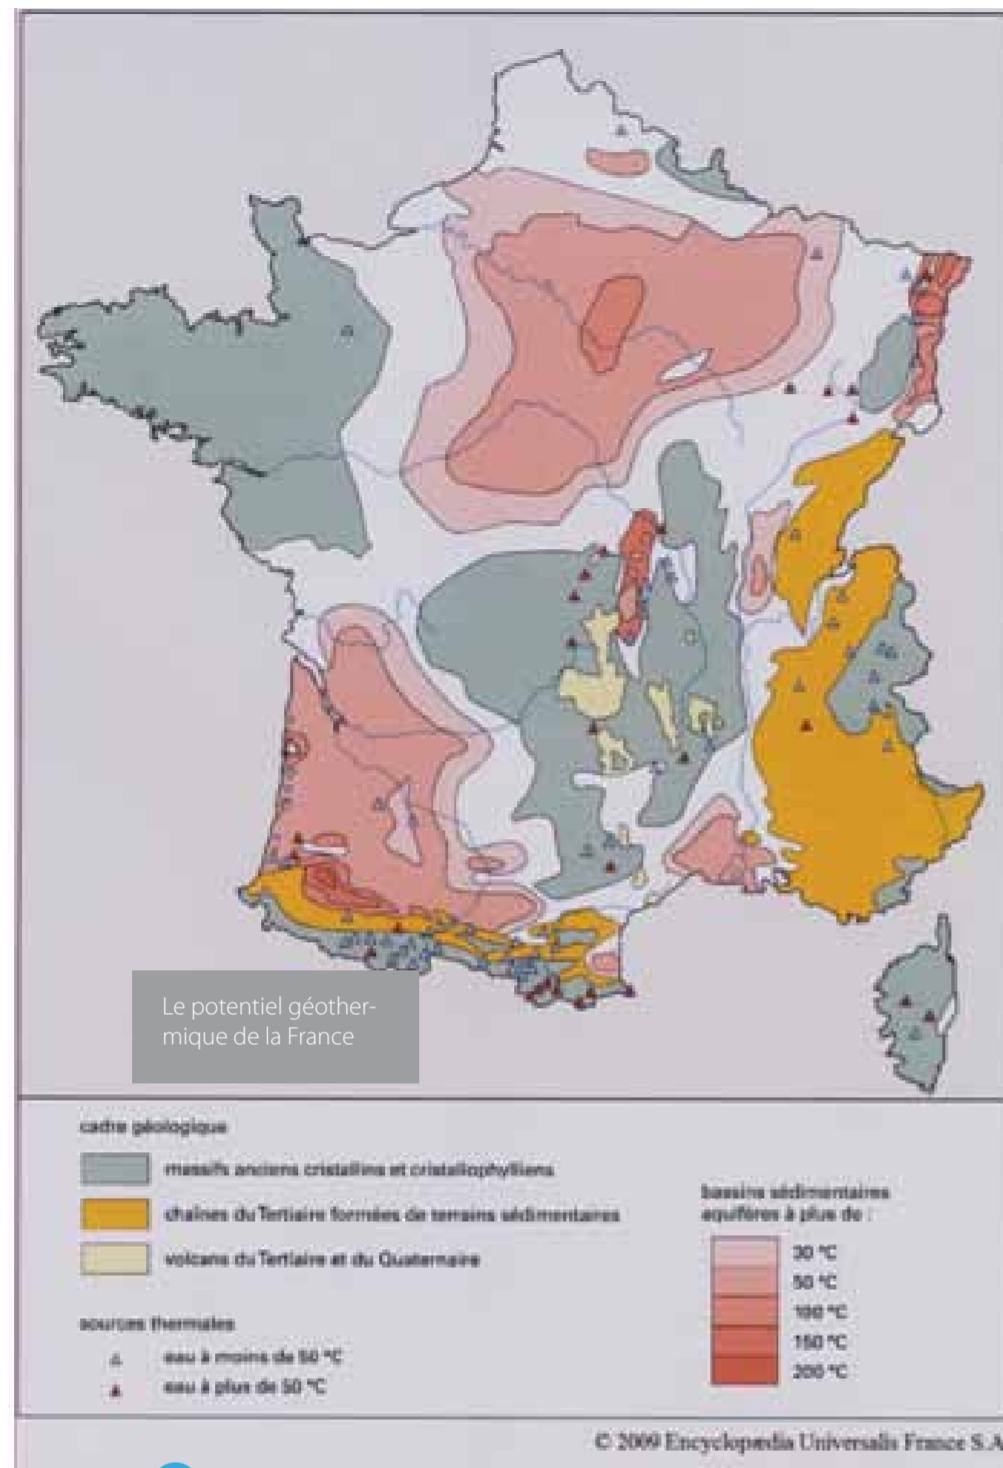 Le potentiel géother-
mique de la France
cadre géologique
massifs anciens cristallins et cristallophylliens
chaînes du Tertiaire formées de terrains sédimentaires
volcans du Tertiaire et du Quaternaire
sources thermales
eau à moins de 50 °C
eau à plus de 50 °C
bassins sédimentaires
aquifères à plus de :
30 °C
50 °C
100 °C
150 °C
200 °C
© 2009 Encyclopædia Universalis France S.A